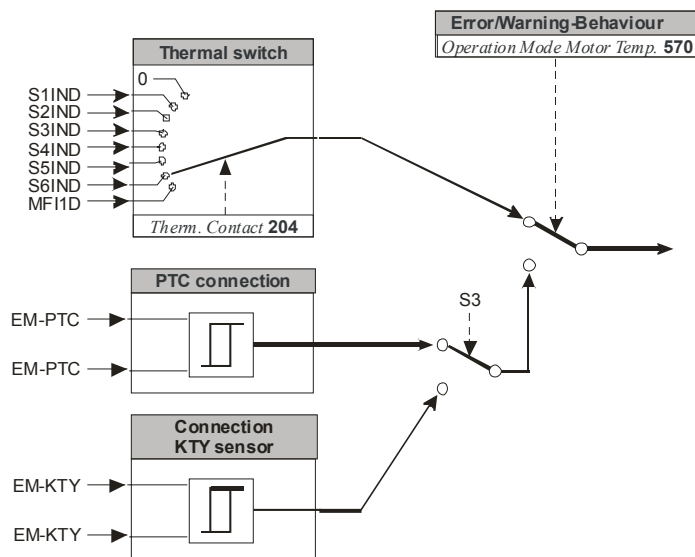 Error/Warning-Behaviour
Operation Mode Motor Temp. 570
Thermal switch
0
S1IND
S2IND
S3IND
S4IND
S5IND
S6IND
MFI1D
Therm. Contact 204
PTC connection
EM-PTC
EM-PTC
S3
Connection
KTY sensor
EM-KTY
EM-KTY